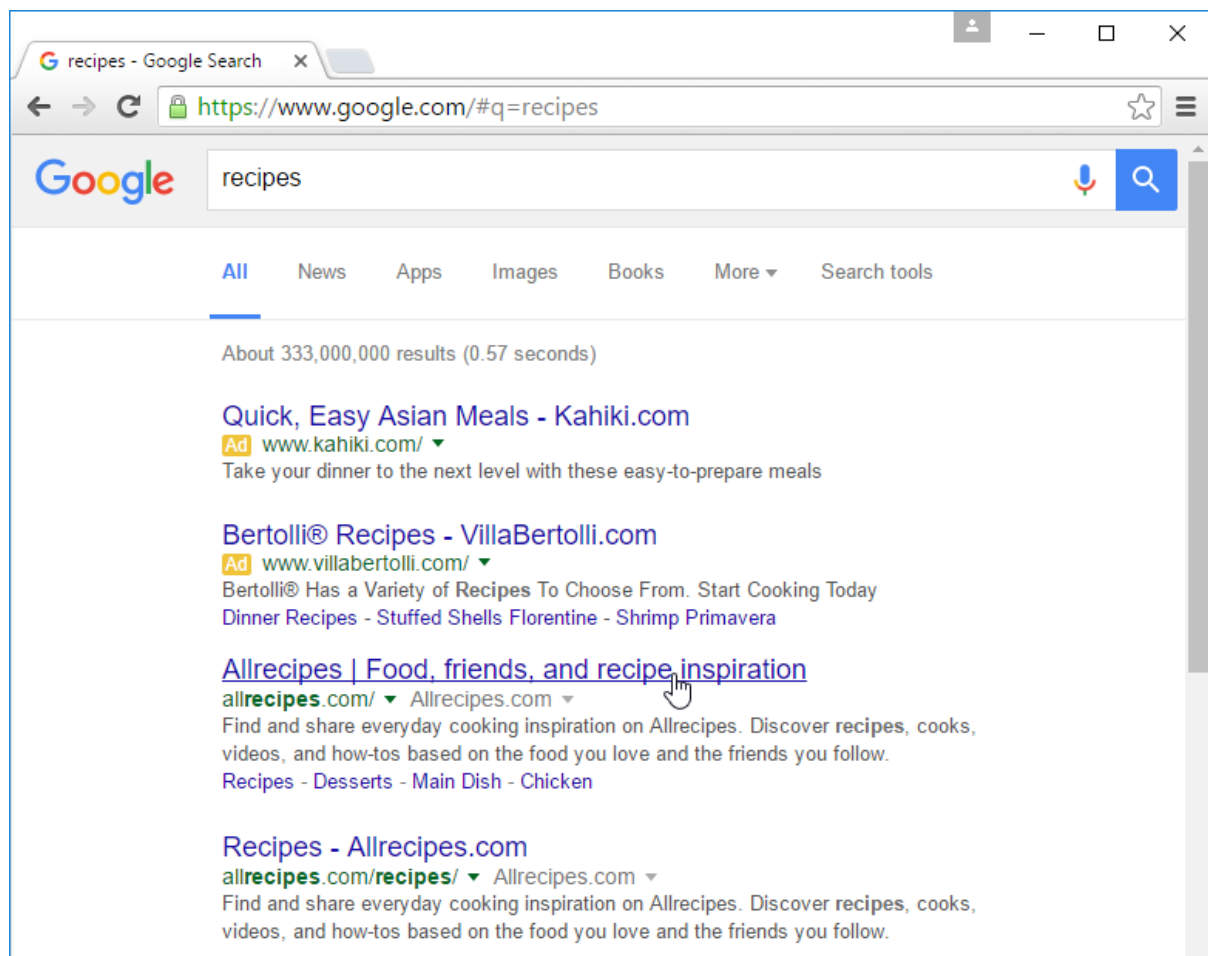 recipes - Google Search
https://www.google.com/#q=recipes
Google
recipes
All News Apps Images Books More Search tools
About 333,000,000 results (0.57 seconds)
Quick, Easy Asian Meals - Kahiki.com
Ad www.kahiki.com/
Take your dinner to the next level with these easy-to-prepare meals
Bertolli® Recipes - VillaBertolli.com
Ad www.villabertolli.com/
Bertolli® Has a Variety of Recipes To Choose From. Start Cooking Today
Dinner Recipes - Stuffed Shells Florentine - Shrimp Primavera
Allrecipes | Food, friends, and recipe inspiration
allrecipes.com/ Allrecipes.com
Find and share everyday cooking inspiration on Allrecipes. Discover recipes, cooks,
videos, and how-tos based on the food you love and the friends you follow.
Recipes - Desserts - Main Dish - Chicken
Recipes - Allrecipes.com
allrecipes.com/recipes/ Allrecipes.com
Find and share everyday cooking inspiration on Allrecipes. Discover recipes, cooks,
videos, and how-tos based on the food you love and the friends you follow.